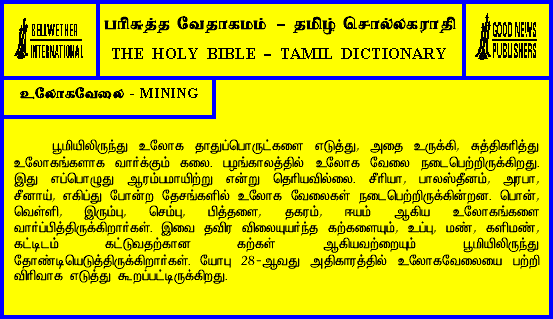 BELLWETHER
INTERNATIONAL
பரிசுத்த வேதாகமம் – தமிழ் சொல்லகராதி
THE HOLY BIBLE – TAMIL DICTIONARY
GOOD NEWS
PUBLISHERS
உலோகவேலை - MINING
பூமியிலிருந்து உலோக தாதுப்பொருட்களை எடுத்து, அதை உருக்கி, சுத்திகரித்து
உலோகங்களாக வார்க்கும் கலை. பழங்காலத்தில் உலோக வேலை நடைபெற்றிருக்கிறது.
இது எப்பொழுது ஆரம்பமாயிற்று என்று தெரியவில்லை. சீரியா, பாலஸ்தீனம், அரபா,
சீனாய், எகிப்து போன்ற தேசங்களில் உலோக வேலைகள் நடைபெற்றிருக்கின்றன. பொன்,
வெள்ளி, இரும்பு, செம்பு, பித்தளை, தகரம், ஈயம் ஆகிய உலோகங்களை
வார்ப்பித்திருக்கிறார்கள். இவை தவிர விலையுயர்ந்த கற்களையும், உப்பு, மண், களிமண்,
கட்டிடம் கட்டுவதற்கான கற்கள் ஆகியவற்றையும் பூமியிலிருந்து
தோண்டியெடுத்திருக்கிறார்கள். யோபு 28-ஆவது அதிகாரத்தில் உலோகவேலையை பற்றி
விரிவாக எடுத்து கூறப்பட்டிருக்கிறது.